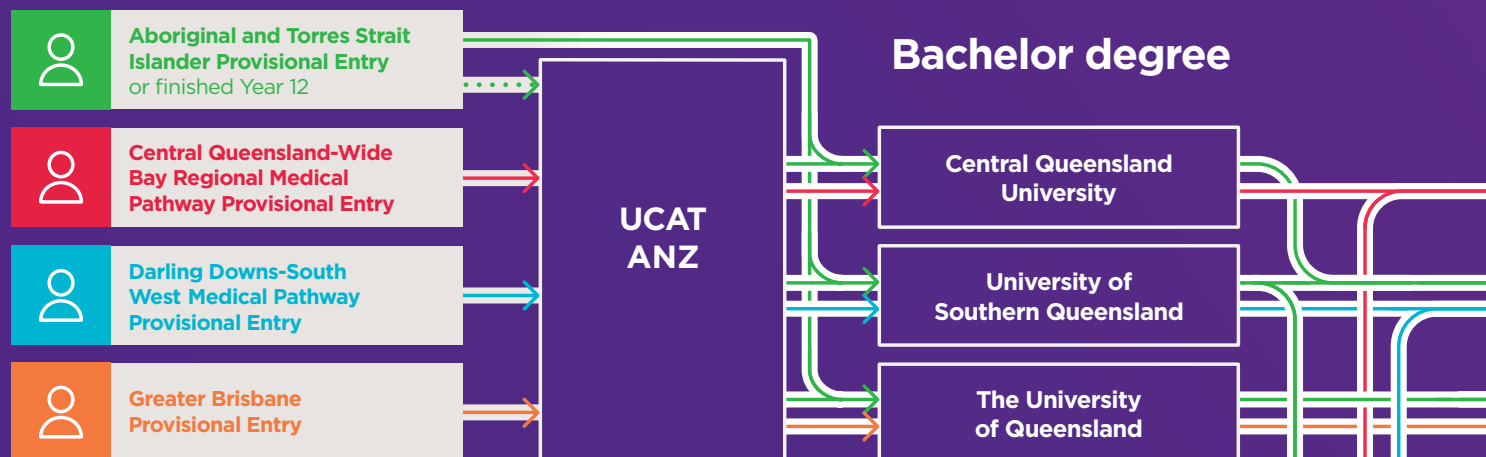 Aboriginal and Torres Strait
Islander Provisional Entry
or finished Year 12
Central Queensland-Wide
Bay Regional Medical
Pathway Provisional Entry
Darling Downs-South
West Medical Pathway
Provisional Entry
Greater Brisbane
Provisional Entry
UCAT
ANZ
Bachelor degree
Central Queensland
University
University of
Southern Queensland
The University
of Queensland